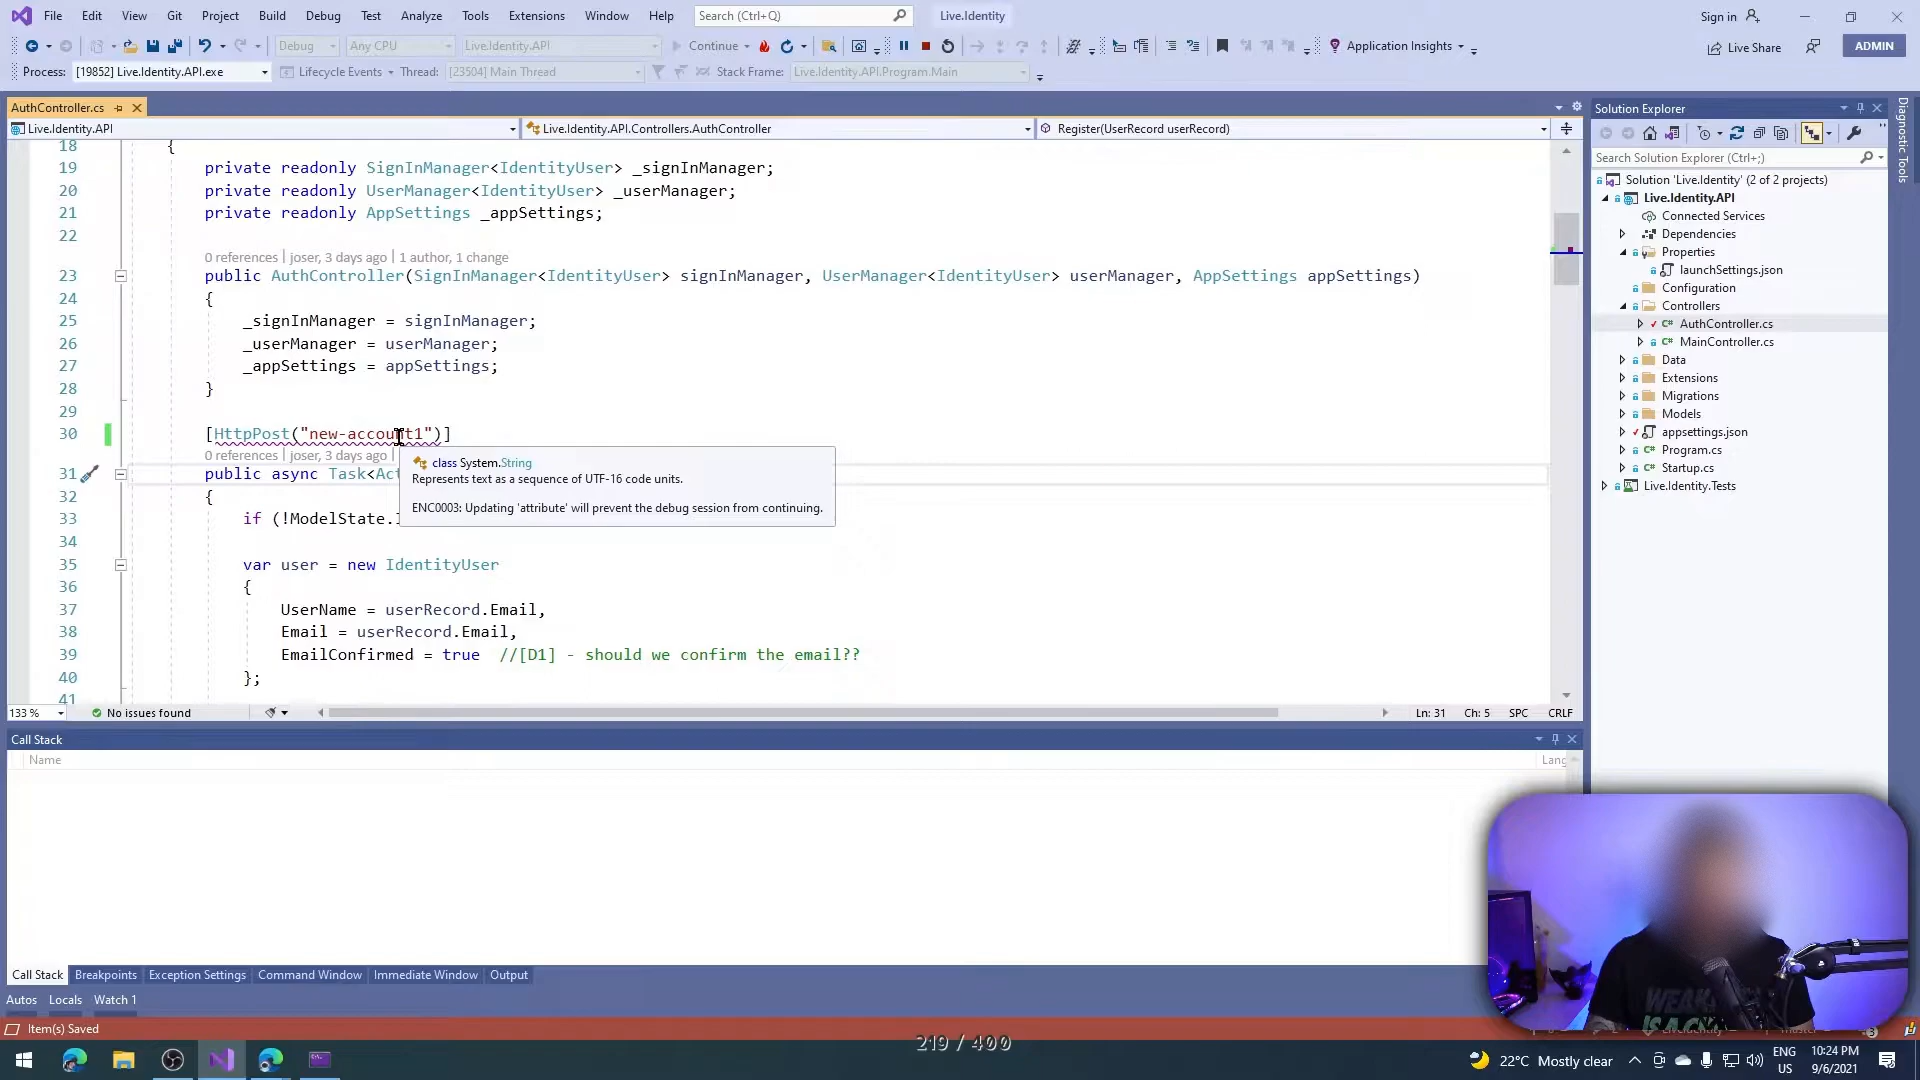 File Edit View Git Project Build Debug Test Analyze Tools Extensions Window Help Search (Ctrl+Q) Live.Identity Sign in
Debug Any CPU Live.Identity.API Continue Application Insights Live Share ADMIN
Process: [19852] Live.Identity.API.exe Lifecycle Events Thread: [23504] Main Thread Stack Frame: Live.Identity.API.Program.Main
AuthController.cs
Live.Identity.API Live.Identity.API.Controllers.AuthController Register(UserRecord userRecord)
18 {
19 private readonly SignInManager<IdentityUser> _signInManager;
20 private readonly UserManager<IdentityUser> _userManager;
21 private readonly AppSettings _appSettings;
22
0 references | joser, 3 days ago | 1 author, 1 change
23 public AuthController(SignInManager<IdentityUser> signInManager, UserManager<IdentityUser> userManager, AppSettings appSettings)
24 {
25 _signInManager = signInManager;
26 _userManager = userManager;
27 _appSettings = appSettings;
28 }
29
30 [HttpPost("new-account1")]
0 references | joser, 3 days ago |
31 public async Task<Act
class System.String
Represents text as a sequence of UTF-16 code units.
ENC0003: Updating 'attribute' will prevent the debug session from continuing.
32 {
33 if (!ModelState.
34
35 var user = new IdentityUser
36 {
37 UserName = userRecord.Email,
38 Email = userRecord.Email,
39 EmailConfirmed = true //[D1] - should we confirm the email??
40 };
41
133 % No issues found Ln: 31 Ch: 5 SPC CRLF
Call Stack
Name Lang
Call Stack Breakpoints Exception Settings Command Window Immediate Window Output
Autos Locals Watch 1
Item(s) Saved
Solution Explorer
Search Solution Explorer (Ctrl+;)
Solution 'Live.Identity' (2 of 2 projects)
Live.Identity.API
Connected Services
Dependencies
Properties
launchSettings.json
Configuration
Controllers
AuthController.cs
MainController.cs
Data
Extensions
Migrations
Models
appsettings.json
Program.cs
Startup.cs
Live.Identity.Tests
Diagnostic Tools
WEAK
219 / 400
22°C Mostly clear ENG US 10:24 PM 9/6/2021